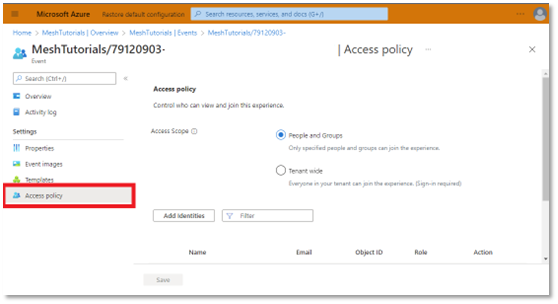 Microsoft Azure
Restore default configuration
Search resources, services, and docs (G+/)
Home > MeshTutorials | Overview > MeshTutorials | Events > MeshTutorials/79120903-
MeshTutorials/79120903- | Access policy ...
Event
Search (Ctrl+/)
Overview
Activity log
Settings
Properties
Event images
Templates
Access policy
Access policy
Control who can view and join this experience.
Access Scope
People and Groups
Only specified people and groups can join the experience.
Tenant wide
Everyone in your tenant can join the experience. (Sign-in required)
Add Identities
Filter
Name Email Object ID Role Action
Save